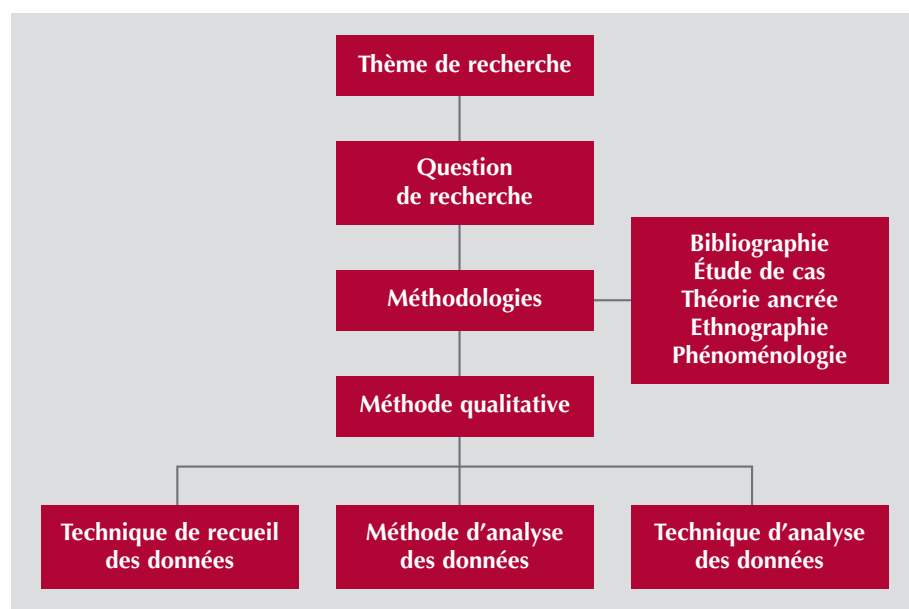 Thème de recherche
Question
de recherche
Méthodologies
Bibliographie
Étude de cas
Théorie ancrée
Ethnographie
Phénoménologie
Méthode qualitative
Technique de recueil
des données
Méthode d'analyse
des données
Technique d'analyse
des données